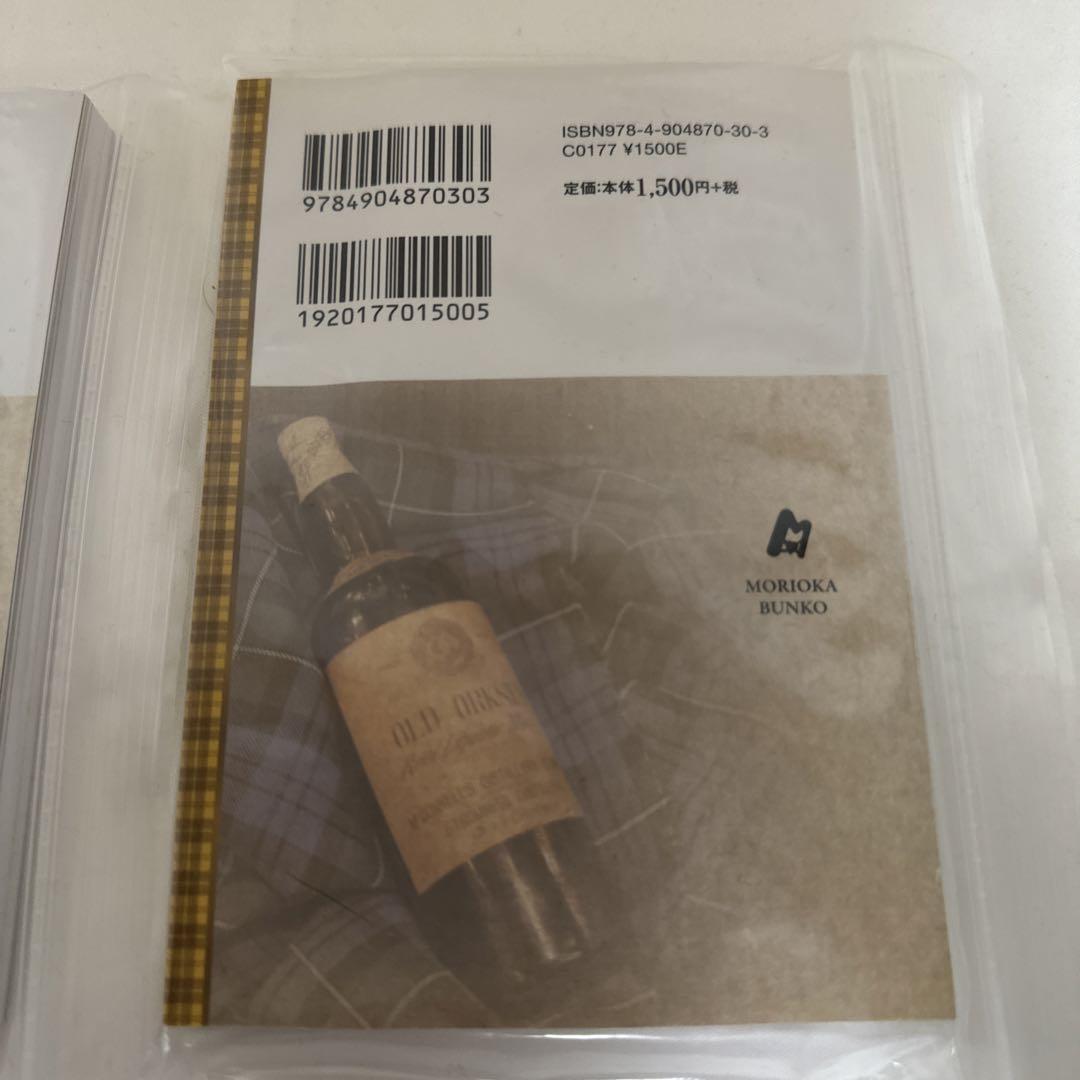 ISBN978-4-904870-30-3
C0177 ¥1500E
定価:本体1,500円+税
9784904870303
1920177015005
MORIOKA
BUNKO
OLD ORKN